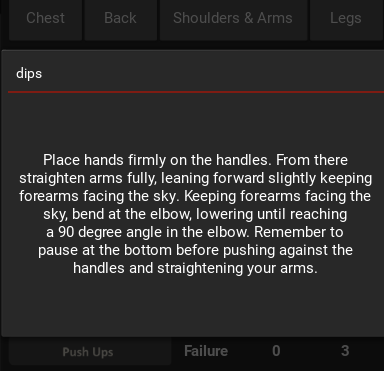 Chest Back Shoulders & Arms Legs
dips
Place hands firmly on the handles. From there
straighten arms fully, leaning forward slightly keeping
forearms facing the sky. Keeping forearms facing the
sky, bend at the elbow, lowering until reaching
a 90 degree angle in the elbow. Remember to
pause at the bottom before pushing against the
handles and straightening your arms.
Push Ups Failure 0 3